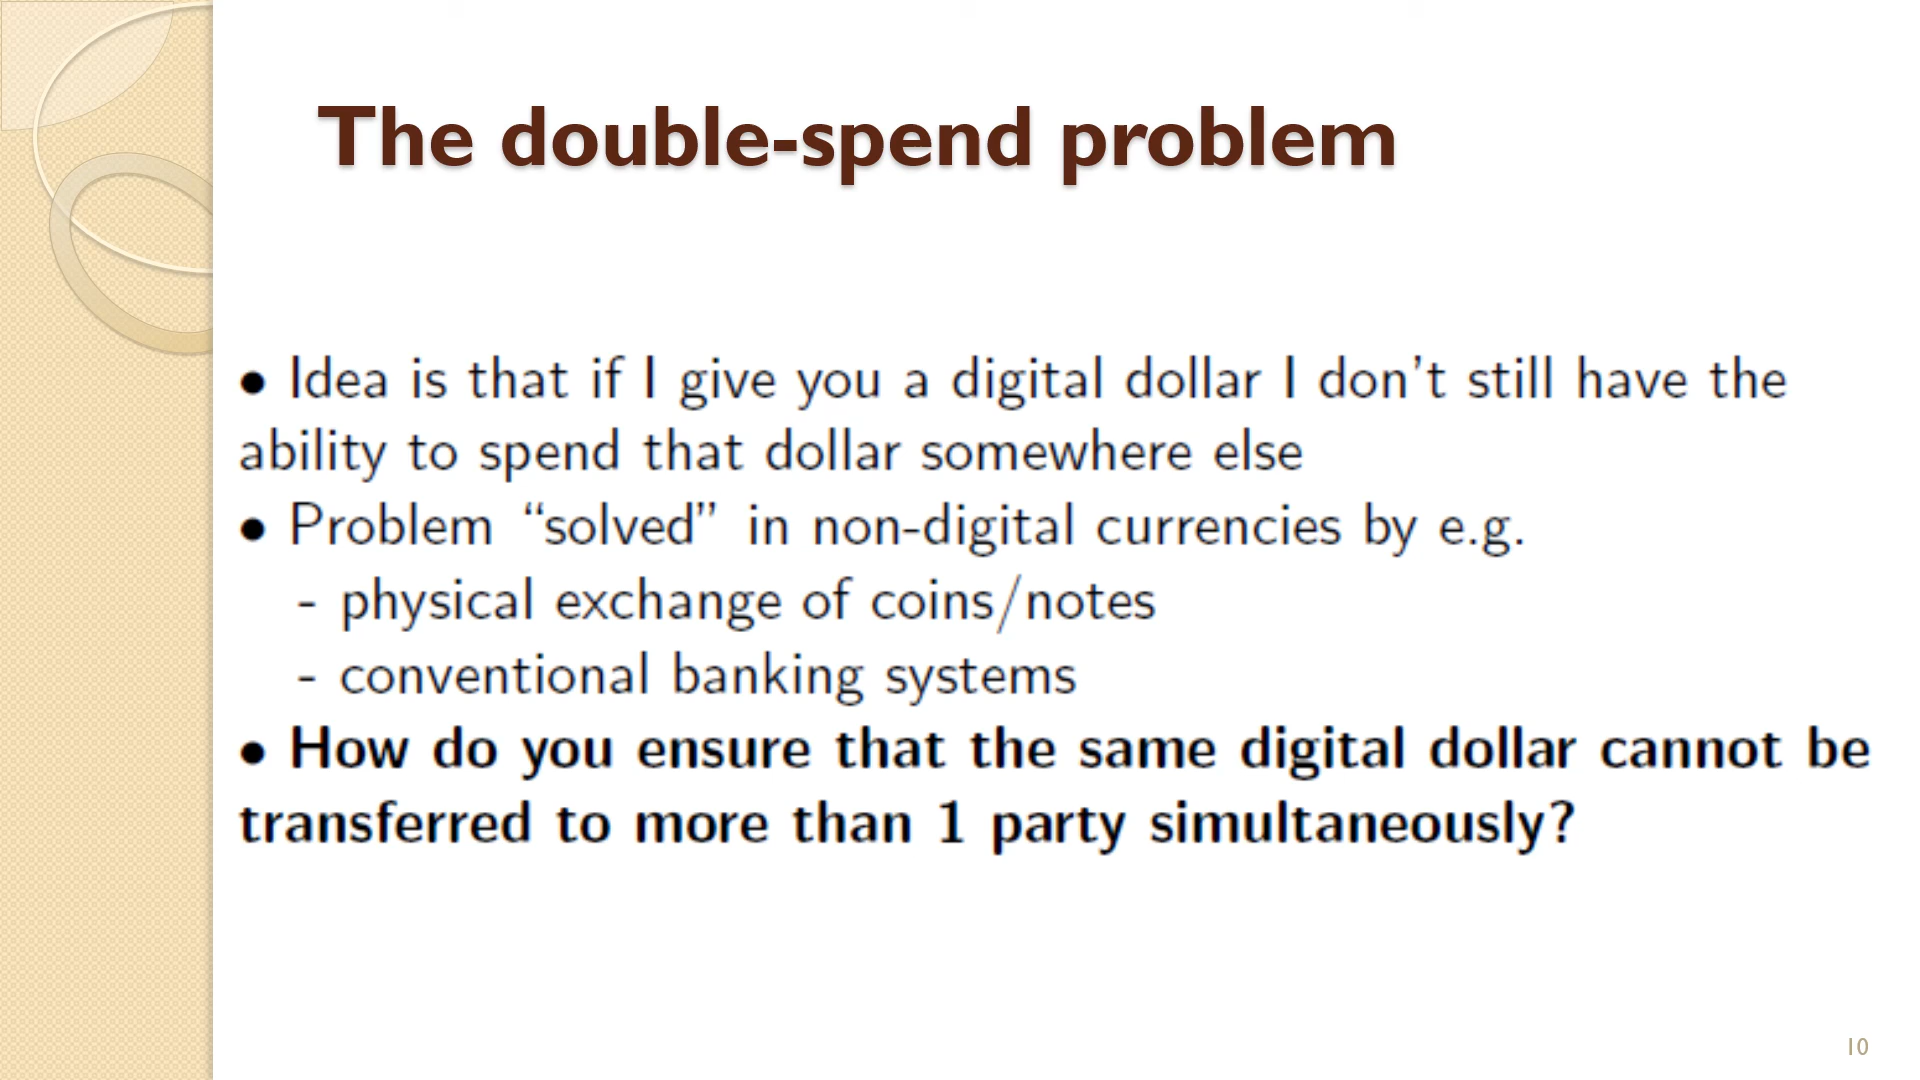 The double-spend problem
● Idea is that if I give you a digital dollar I don't still have the
ability to spend that dollar somewhere else
● Problem “solved” in non-digital currencies by e.g.
- physical exchange of coins/notes
- conventional banking systems
● How do you ensure that the same digital dollar cannot be
transferred to more than 1 party simultaneously?
10